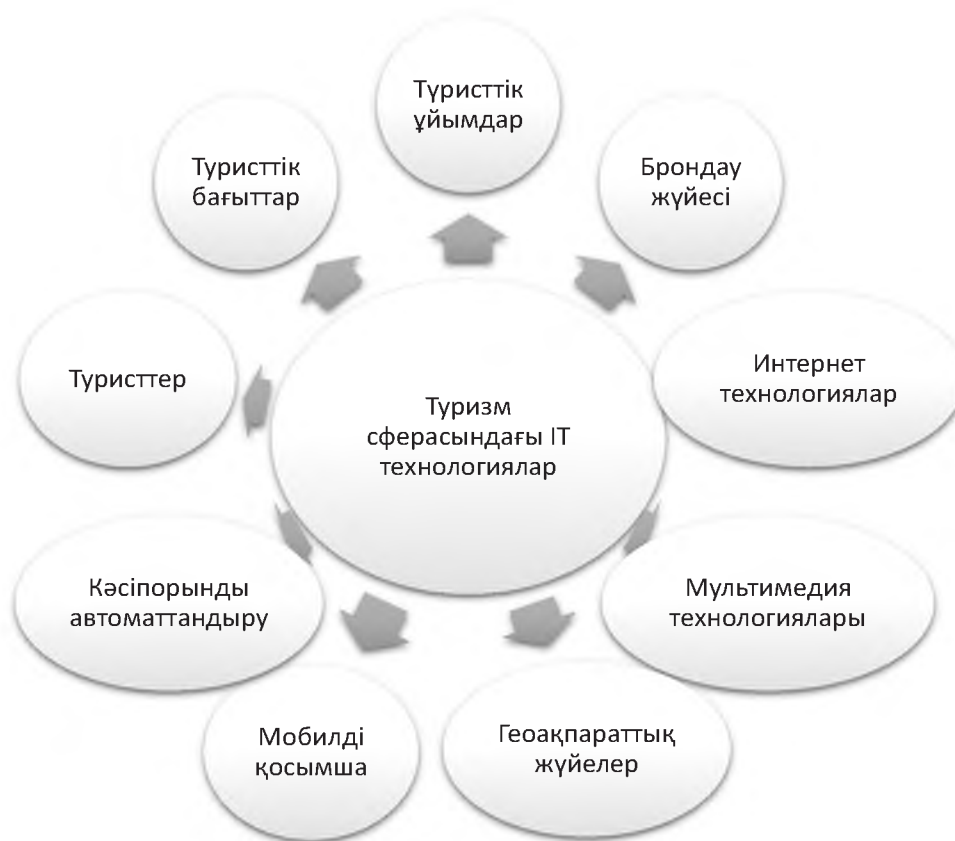 Түристтік
ұйымдар
Туристтік
бағыттар
Брондау
жүйесі
Туристтер
Интернет
технологиялар
Туризм
сферасындағы IT
технологиялар
Кәсіпорынды
автоматтандыру
Мультимедия
технологиялары
Мобилді
қосымша
Геоақпараттық
жүйелер